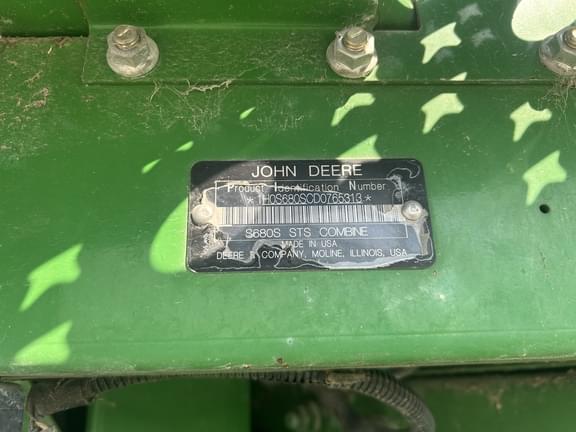 JOHN DEERE
Product Identification Number
*1H0S680SCD0765313*
S680S STS COMBINE
MADE IN USA
DEERE & COMPANY, MOLINE, ILLINOIS, USA